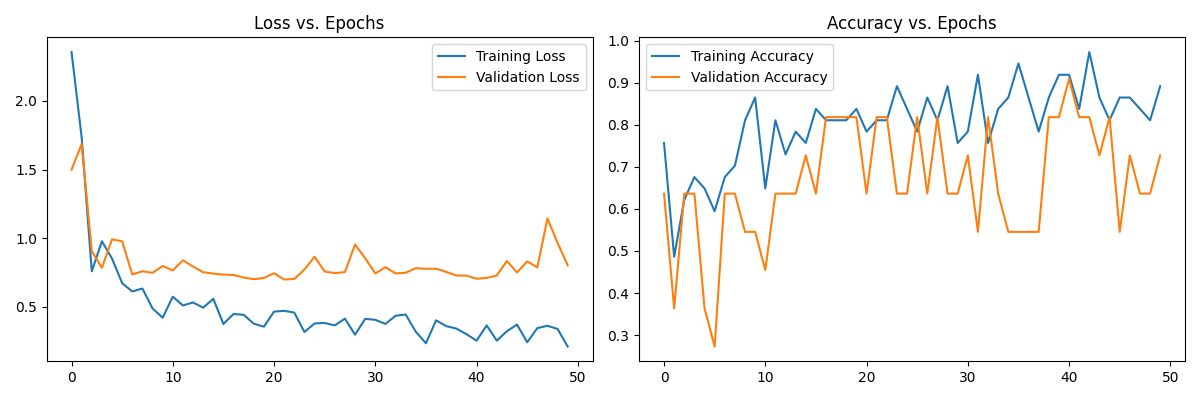 Loss vs. Epochs
Training Loss
Validation Loss
2.0
1.5
1.0
0.5
0 10 20 30 40 50
Accuracy vs. Epochs
Training Accuracy
Validation Accuracy
1.0
0.9
0.8
0.7
0.6
0.5
0.4
0.3
0 10 20 30 40 50